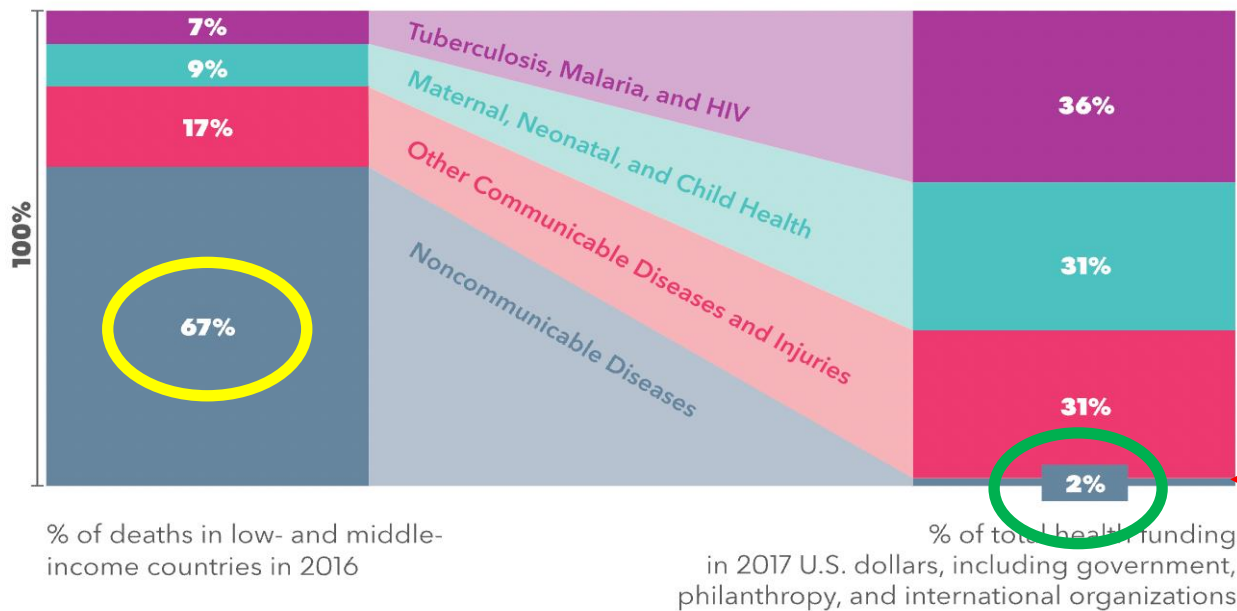 100%
7%
9%
17%
67%
Tuberculosis, Malaria, and HIV
Maternal, Neonatal, and Child Health
Other Communicable Diseases and Injuries
Noncommunicable Diseases
36%
31%
31%
2%
% of deaths in low- and middle-
income countries in 2016
% of total health funding
in 2017 U.S. dollars, including government,
philanthropy, and international organizations